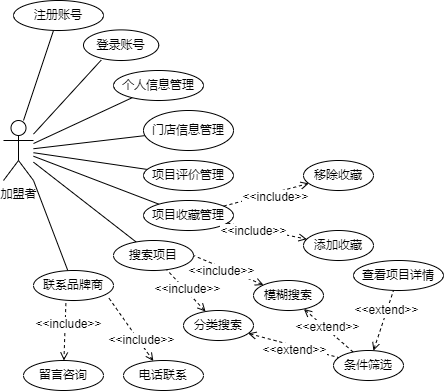 注册账号
登录账号
个人信息管理
门店信息管理
项目评价管理
移除收藏
加盟者
<<include>>
项目收藏管理
<<include>>
添加收藏
搜索项目
<<include>>
查看项目详情
联系品牌商
<<include>>
模糊搜索
<<extend>>
<<include>>
分类搜索
<<extend>>
<<include>>
<<extend>>
条件筛选
留言咨询
电话联系